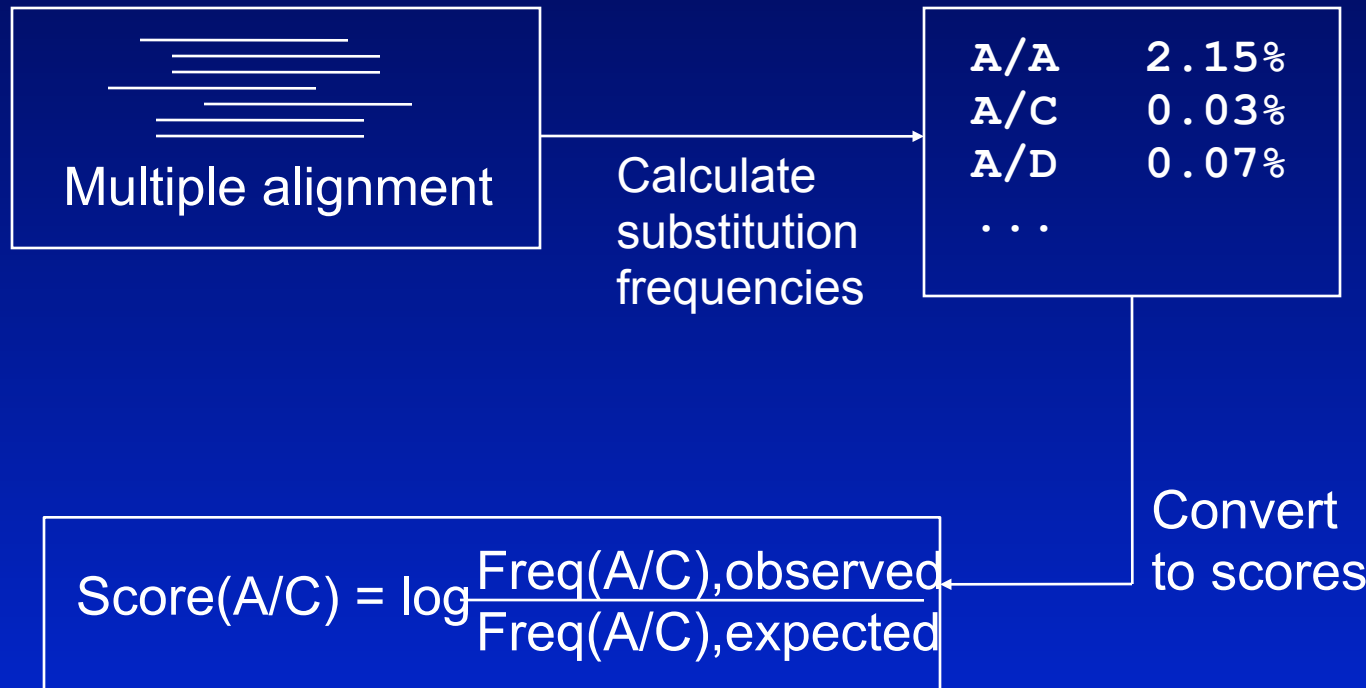 Multiple alignment
Calculate
substitution
frequencies
A/A 2.15%
A/C 0.03%
A/D 0.07%
...
Convert
to scores
Score(A/C) = log Freq(A/C),observed
Freq(A/C),expected